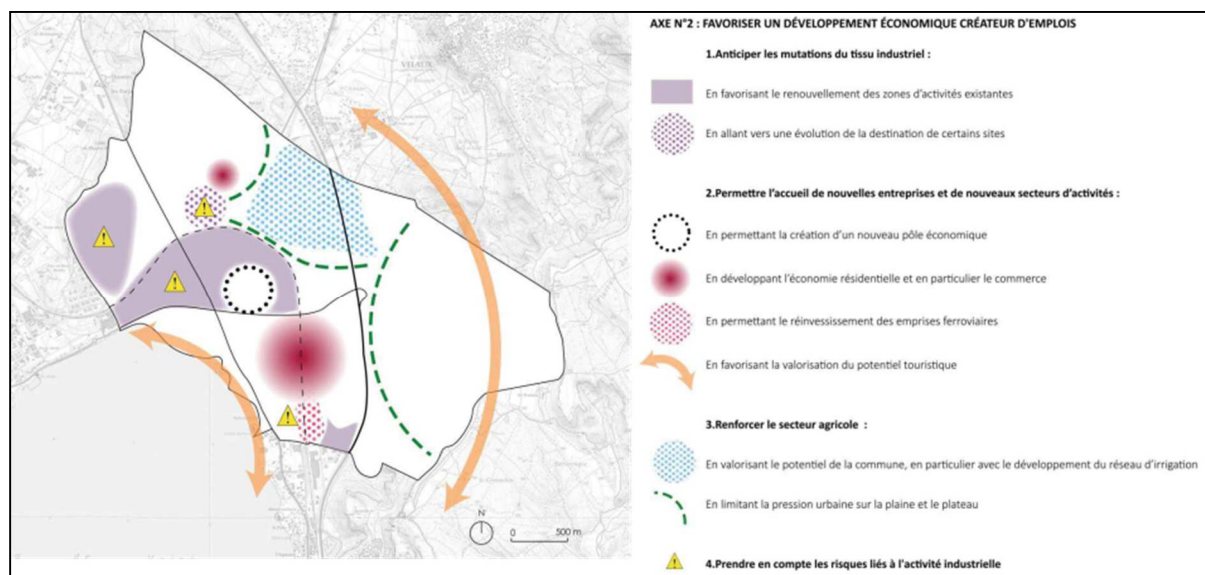 AXE N°2 : FAVORISER UN DÉVELOPPEMENT ÉCONOMIQUE CRÉATEUR D'EMPLOIS
1.Anticiper les mutations du tissu industriel :
En favorisant le renouvellement des zones d'activités existantes
En allant vers une évolution de la destination de certains sites
2.Permettre l'accueil de nouvelles entreprises et de nouveaux secteurs d'activités :
En permettant la création d'un nouveau pôle économique
En développant l'économie résidentielle et en particulier le commerce
En permettant le réinvessissement des emprises ferroviaires
En favorisant la valorisation du potentiel touristique
3.Renforcer le secteur agricole :
En valorisant le potentiel de la commune, en particulier avec le développement du réseau d'irrigation
En limitant la pression urbaine sur la plaine et le plateau
4.Prendre en compte les risques liés à l'activité industrielle
VELAUX
N
0 500 m